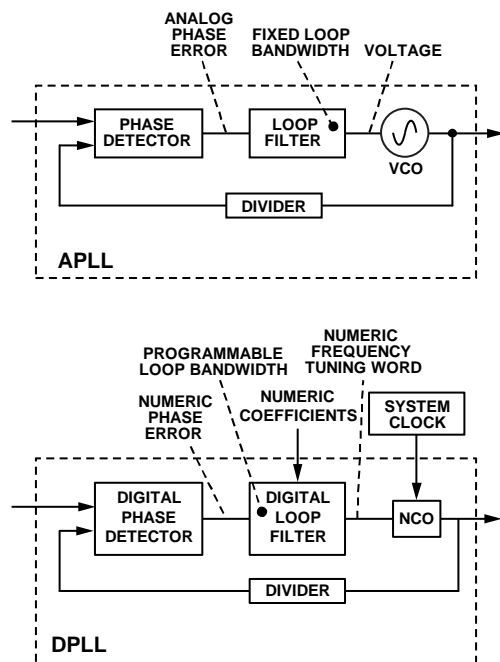 ANALOG
PHASE
ERROR
FIXED LOOP
BANDWIDTH
VOLTAGE
PHASE
DETECTOR
LOOP
FILTER
VCO
DIVIDER
APLL
PROGRAMMABLE
LOOP BANDWIDTH
NUMERIC
FREQUENCY
TUNING WORD
NUMERIC
PHASE
ERROR
NUMERIC
COEFFICIENTS
SYSTEM
CLOCK
DIGITAL
PHASE
DETECTOR
DIGITAL
LOOP
FILTER
NCO
DIVIDER
DPLL